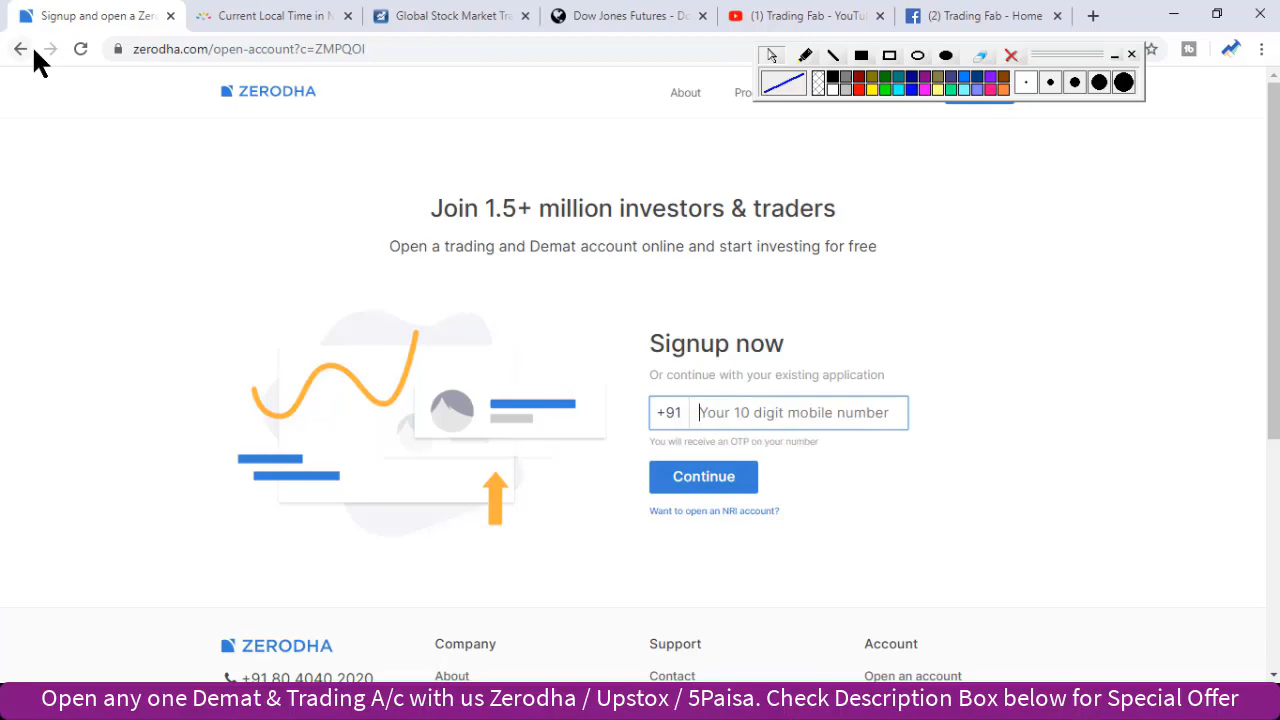 Signup and open a Zer
Current Local Time in N
Global Stock Market Tra
Dow Jones Futures - Do
(1) Trading Fab - YouTu
(2) Trading Fab - Home
zerodha.com/open-account?c=ZMPQOI
ZERODHA
About
Pro
Join 1.5+ million investors & traders
Open a trading and Demat account online and start investing for free
Signup now
Or continue with your existing application
+91 Your 10 digit mobile number
You will receive an OTP on your number
Continue
Want to open an NRI account?
ZERODHA
Company
Support
Account
+91 80 4040 2020
About
Contact
Open an account
Open any one Demat & Trading A/c with us Zerodha / Upstox / 5Paisa. Check Description Box below for Special Offer